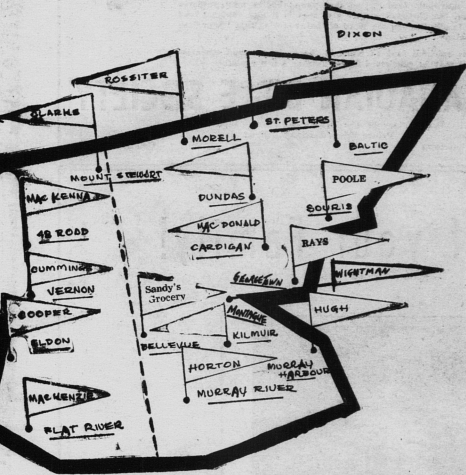 DIXON
ROSSITER
CLARKE
ST. PETERS
MORELL
BALTIC
MOUNT STEWART
MAC KENNA
DUNDAS
POOLE
SOURIS
MAC DONALD
48 ROAD
CARDIGAN
RAYS
CUMMINGS
GEORGETOWN
WIGHTMAN
VERNON
Sandy's
Grocery
COOPER
MONTAGUE
HUGH
ELDON
BELLEVUE
KILMUIR
HORTON
MURRAY
HARBOUR
MACKENZIE
MURRAY RIVER
FLAT RIVER